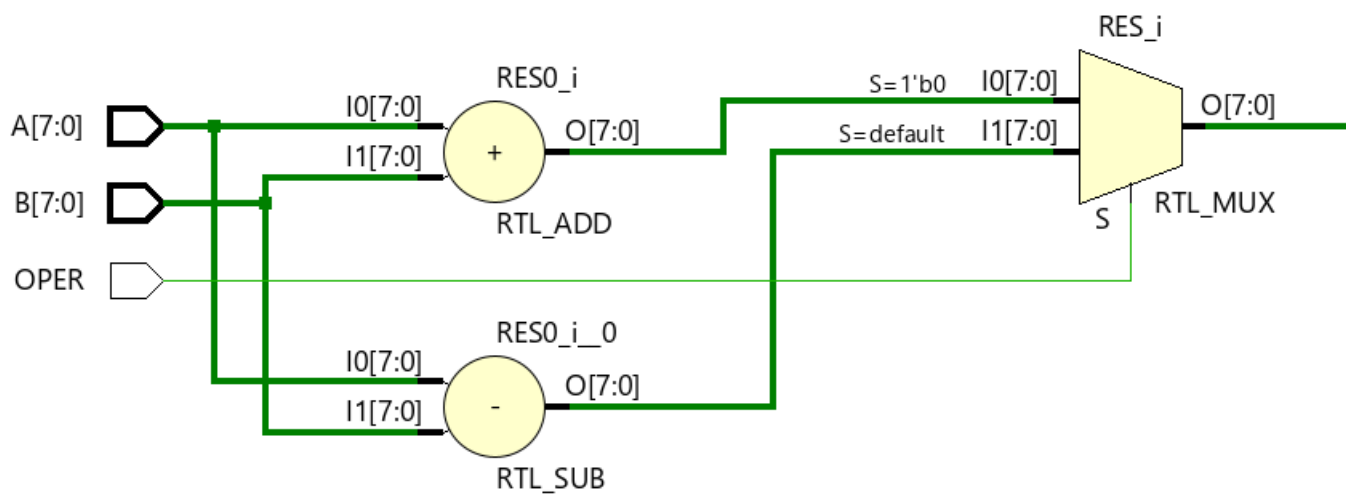 RES_i
RES0_i
S=1'b0
I0[7:0]
I0[7:0]
O[7:0]
A[7:0]
O[7:0]
I1[7:0]
S=default
I1[7:0]
+
B[7:0]
RTL_ADD
S
RTL_MUX
OPER
RES0_i__0
I0[7:0]
O[7:0]
I1[7:0]
-
RTL_SUB